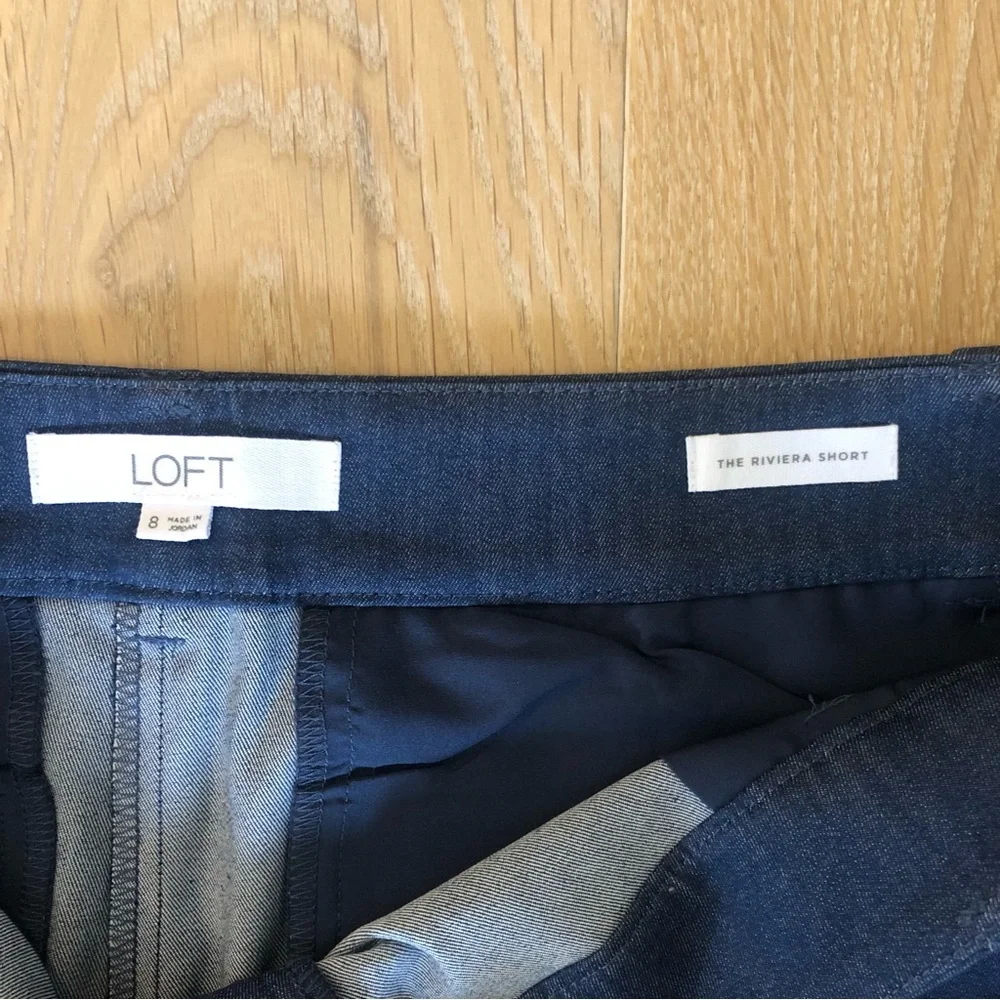 LOFT
8 MADE IN
JORDAN
THE RIVIERA SHORT